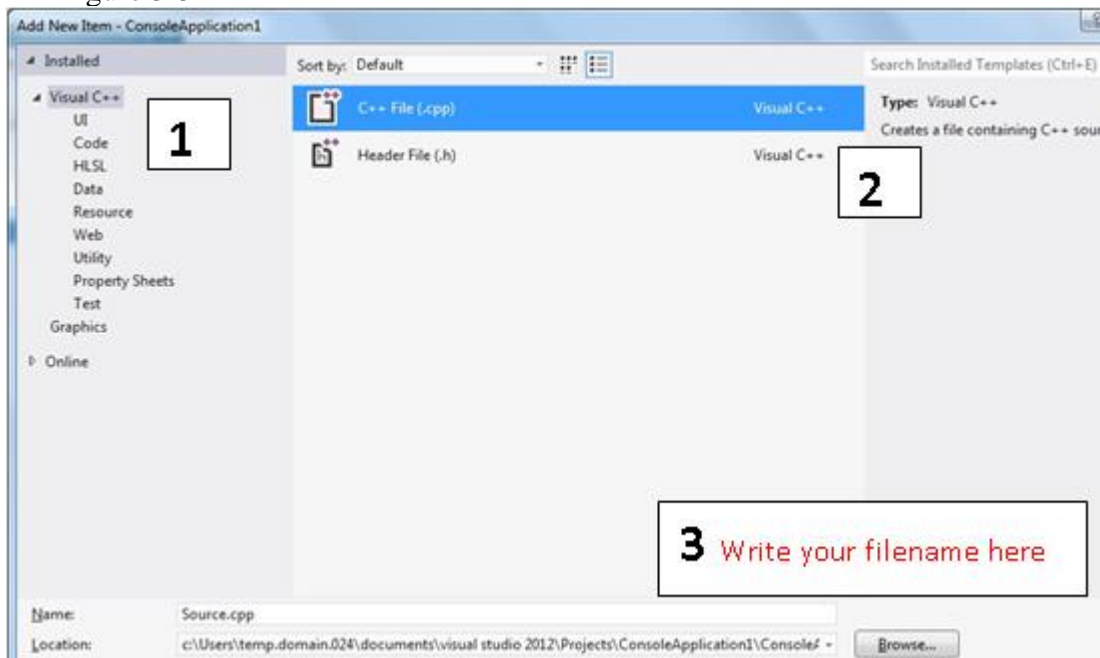 Add New Item - ConsoleApplication1
Installed
Sort by: Default
Search Installed Templates (Ctrl+E)
Visual C++
UI
Code
HLSL
Data
Resource
Web
Utility
Property Sheets
Test
Graphics
Online
1
C++ File (.cpp) Visual C++
Header File (.h) Visual C++
Type: Visual C++
Creates a file containing C++ sour
2
3 Write your filename here
Name: Source.cpp
Location: c:\Users\temp.domain.024\documents\visual studio 2012\Projects\ConsoleApplication1\Console
Browse...